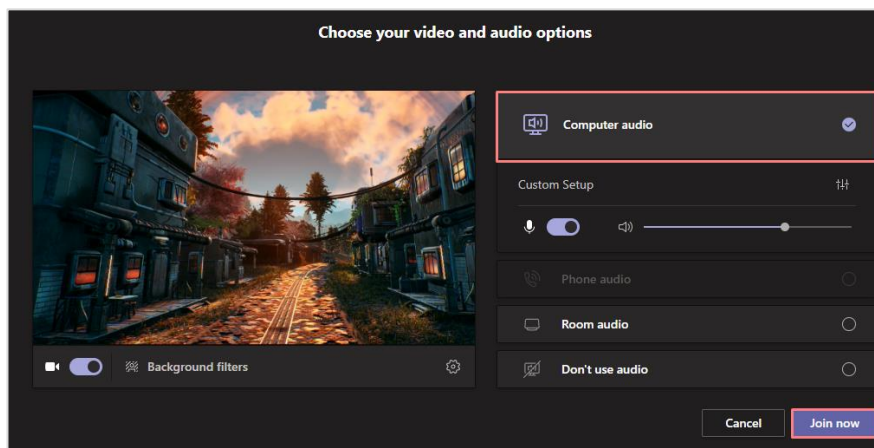 Choose your video and audio options
Computer audio
Custom Setup
Phone audio
Room audio
Background filters
Don't use audio
Cancel
Join now